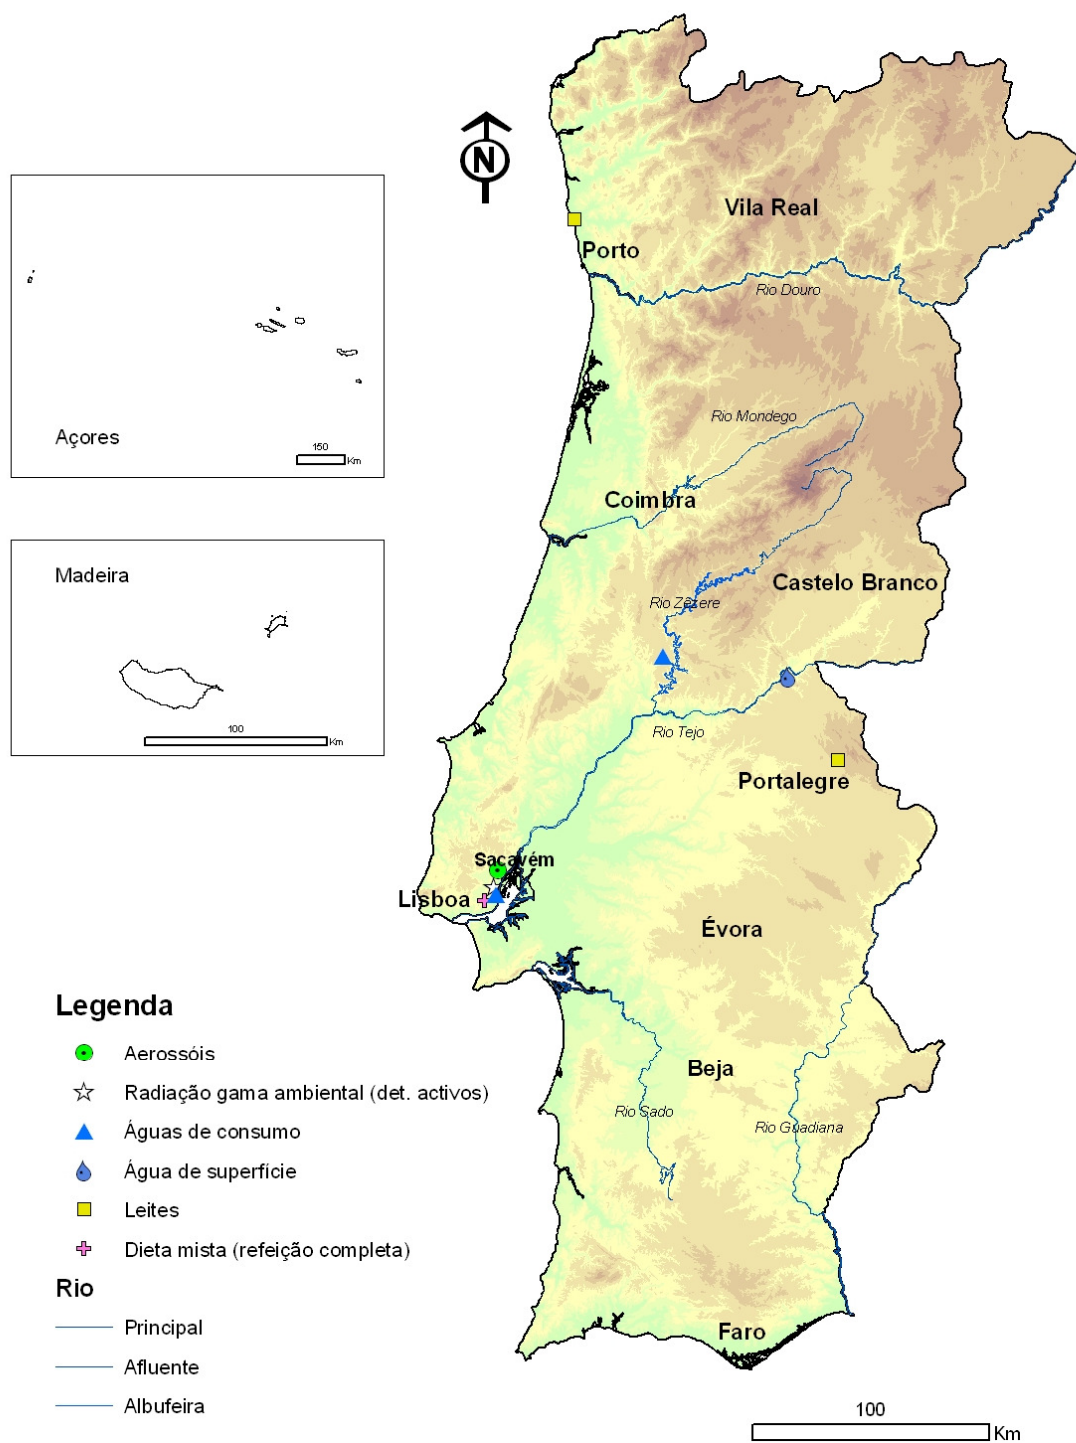 N
Vila Real
Porto
Rio Douro
Açores
150
Km
Rio Mondego
Coimbra
Madeira
100
Km
Castelo Branco
Rio Zêzere
Rio Tejo
Portalegre
Sacavém
Lisboa
Évora
Beja
Rio Sado
Rio Guadiana
Faro
Legenda
Aerossóis
Radiação gama ambiental (det. activos)
Águas de consumo
Água de superfície
Leites
Dieta mista (refeição completa)
Rio
Principal
Afluente
Albufeira
100
Km